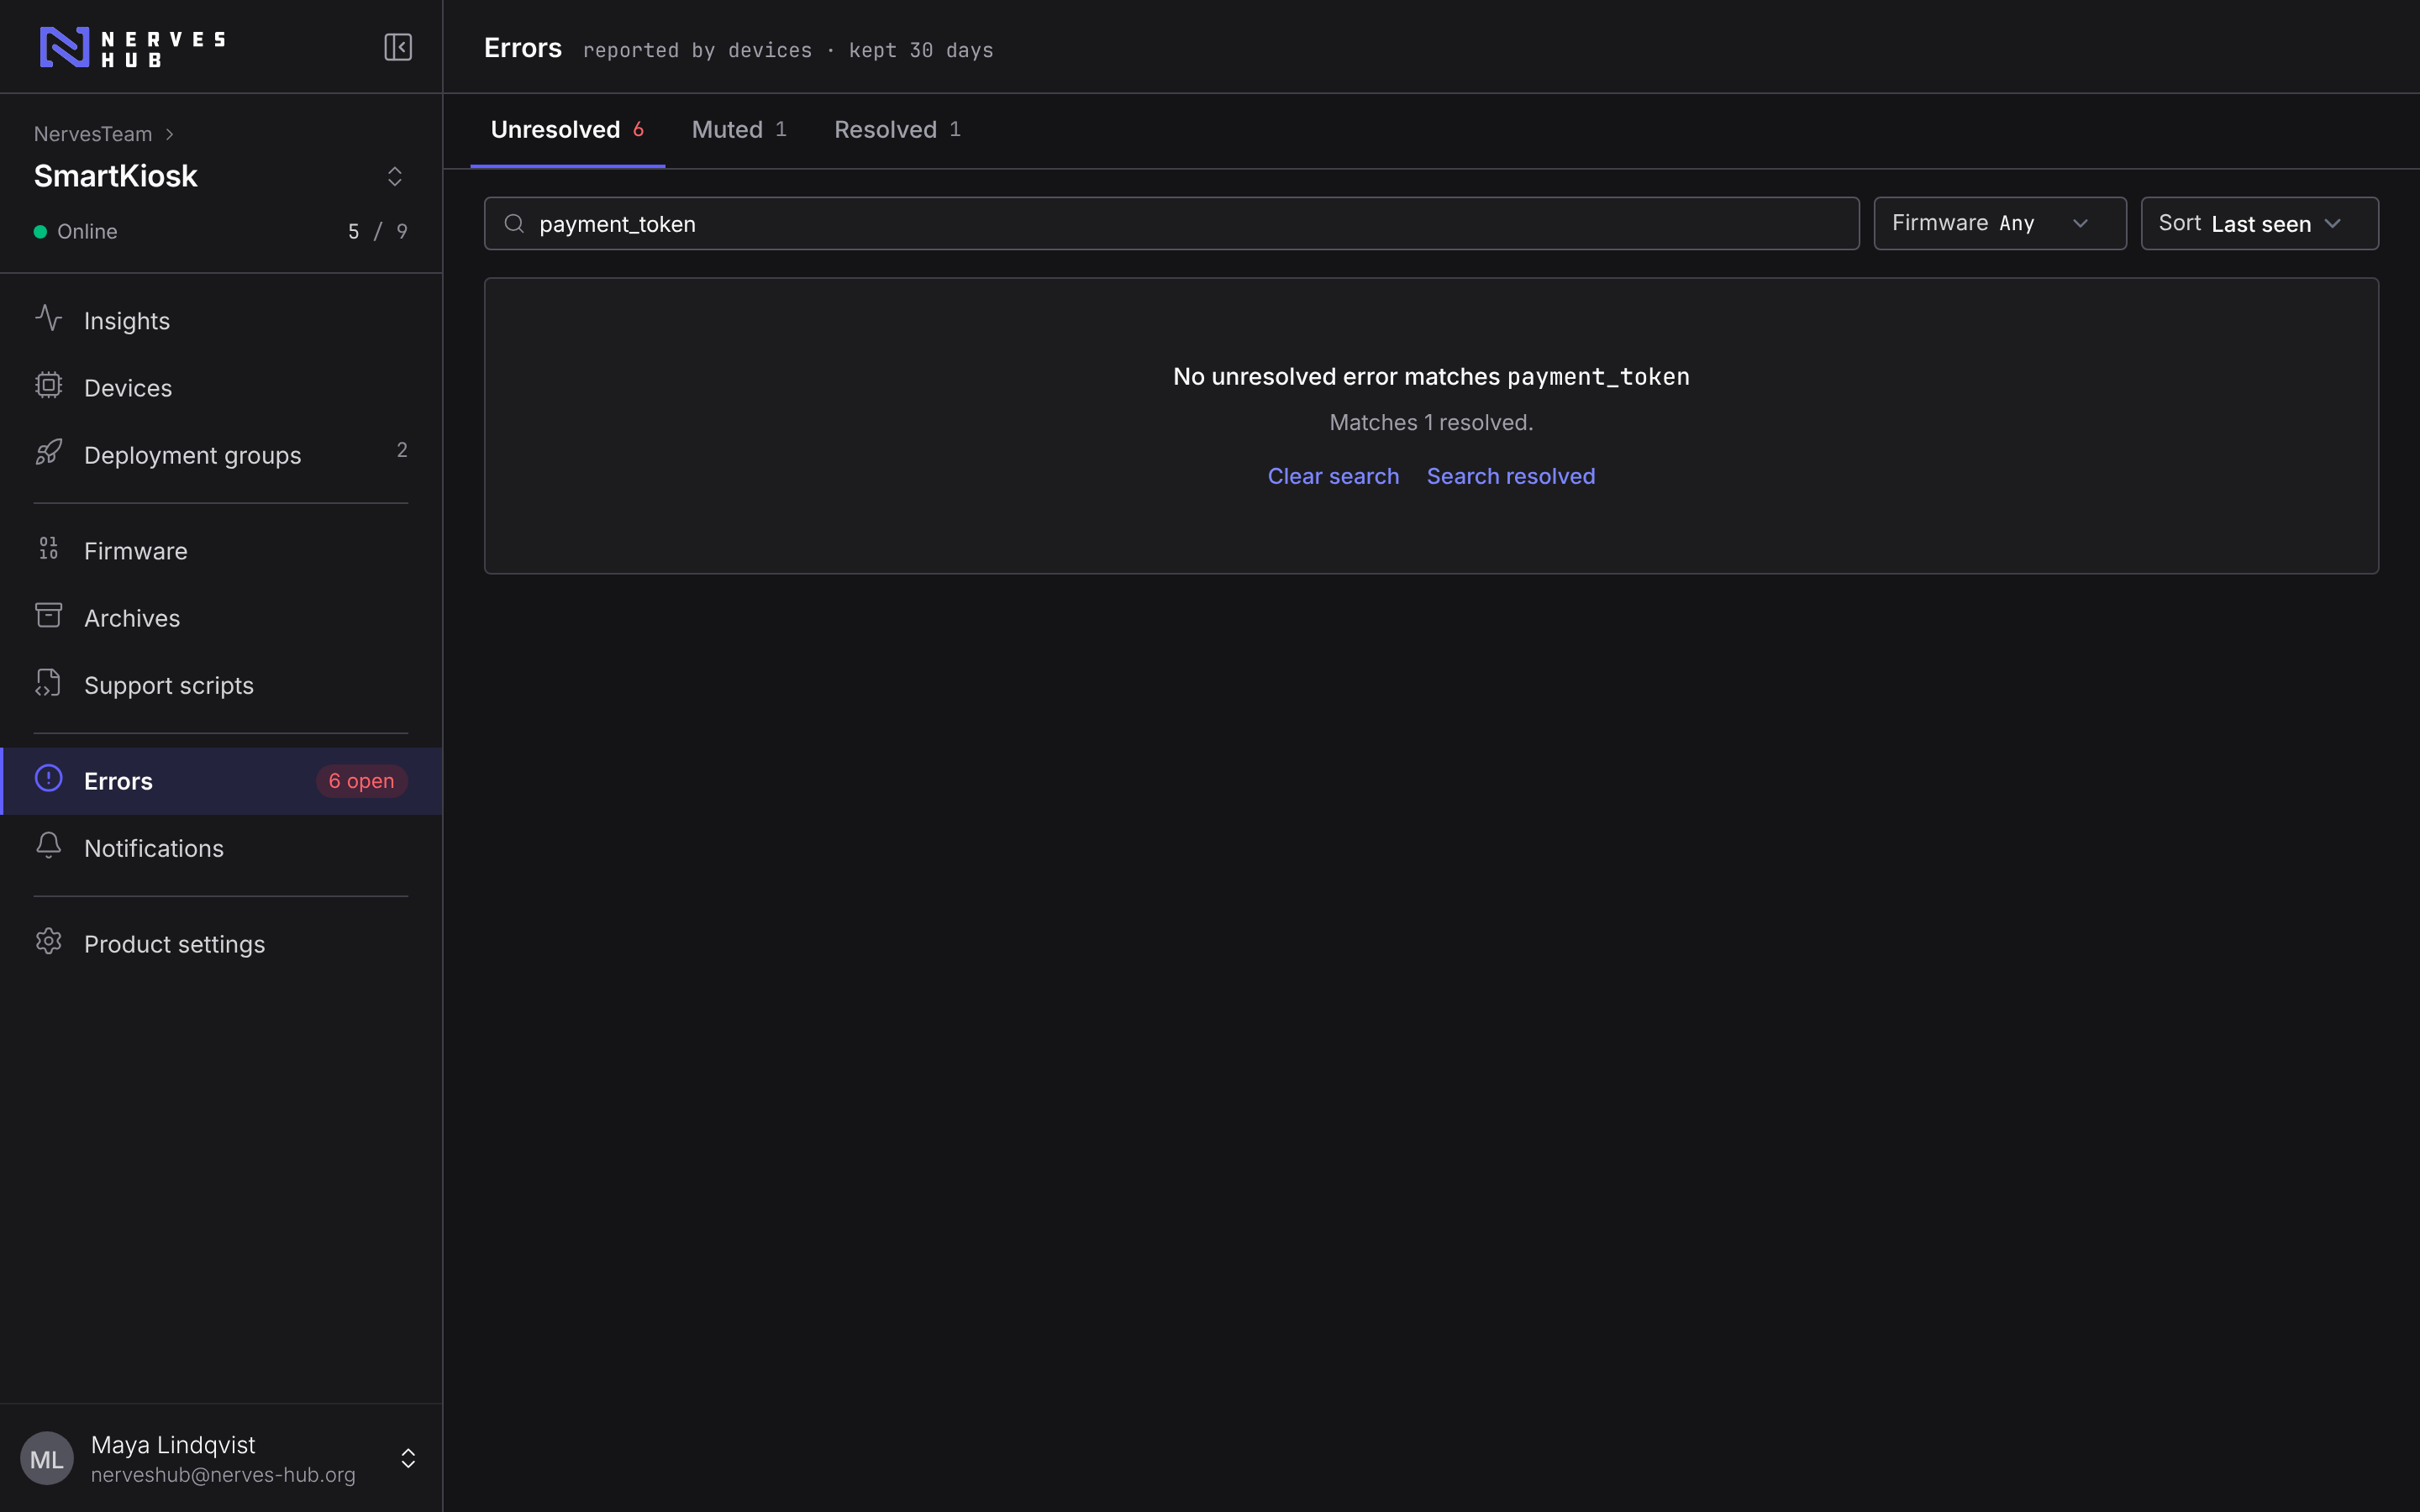 NERVES
HUB
NervesTeam
SmartKiosk
Online 5 / 9
Insights
Devices
Deployment groups 2
Firmware
Archives
Support scripts
Errors 6 open
Notifications
Product settings
ML
Maya Lindqvist
nerveshub@nerves-hub.org
Errors reported by devices · kept 30 days
Unresolved 6 Muted 1 Resolved 1
payment_token
Firmware Any
Sort Last seen
No unresolved error matches payment_token
Matches 1 resolved.
Clear search Search resolved